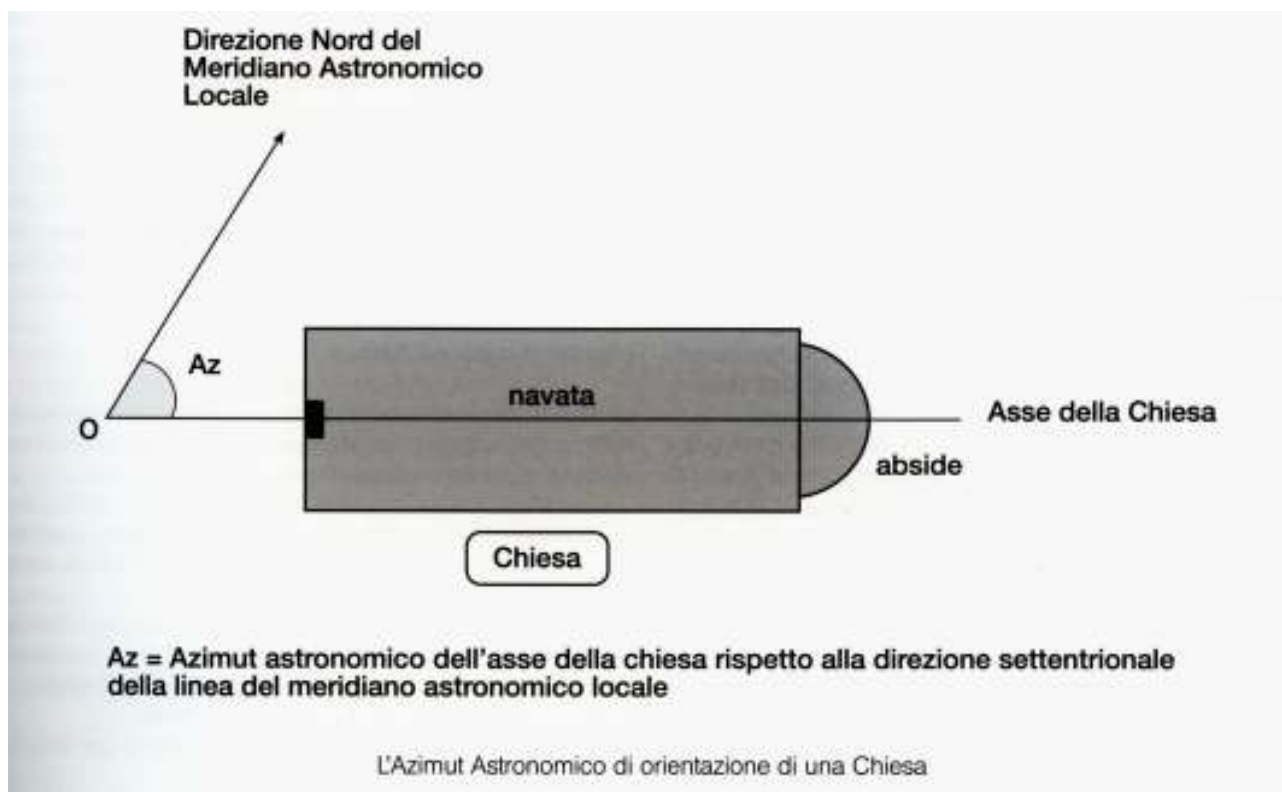 Direzione Nord del
Meridiano Astronomico
Locale
Az
O
navata
Asse della Chiesa
abside
Chiesa
Az = Azimut astronomico dell'asse della chiesa rispetto alla direzione settentrionale
della linea del meridiano astronomico locale
L'Azimut Astronomico di orientazione di una Chiesa